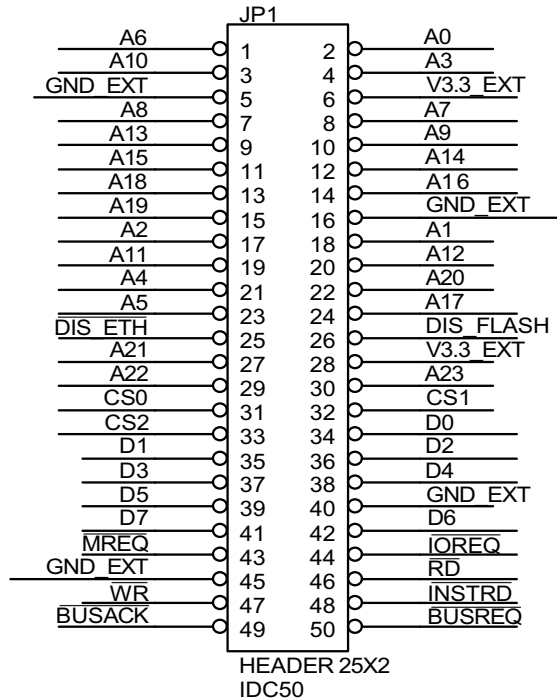 JP1
A6 1 2 A0
A10 3 4 A3
GND_EXT 5 6 V3.3_EXT
A8 7 8 A7
A13 9 10 A9
A15 11 12 A14
A18 13 14 A16
A19 15 16 GND_EXT
A2 17 18 A1
A11 19 20 A12
A4 21 22 A20
A5 23 24 A17
DIS_ETH 25 26 DIS_FLASH
A21 27 28 V3.3_EXT
A22 29 30 A23
CS0 31 32 CS1
CS2 33 34 D0
D1 35 36 D2
D3 37 38 D4
D5 39 40 GND_EXT
D7 41 42 D6
MREQ 43 44 IOREQ
GND_EXT 45 46 RD
WR 47 48 INSTRD
BUSACK 49 50 BUSREQ
HEADER 25X2
IDC50